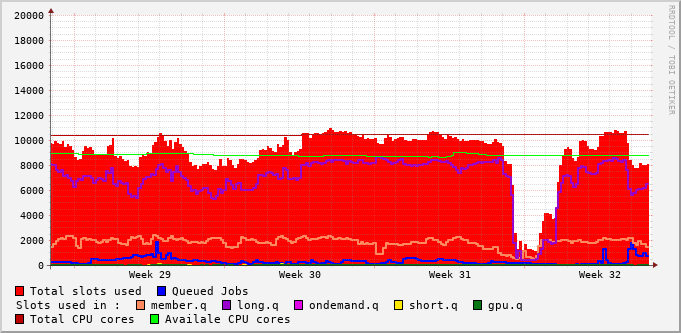 20000
18000
16000
14000
12000
10000
8000
6000
4000
2000
0
Week 29 Week 30 Week 31 Week 32
Total slots used Queued Jobs
Slots used in : member.q long.q ondemand.q short.q gpu.q
Total CPU cores Availale CPU cores
RRDTOOL / TOBI OETIKER